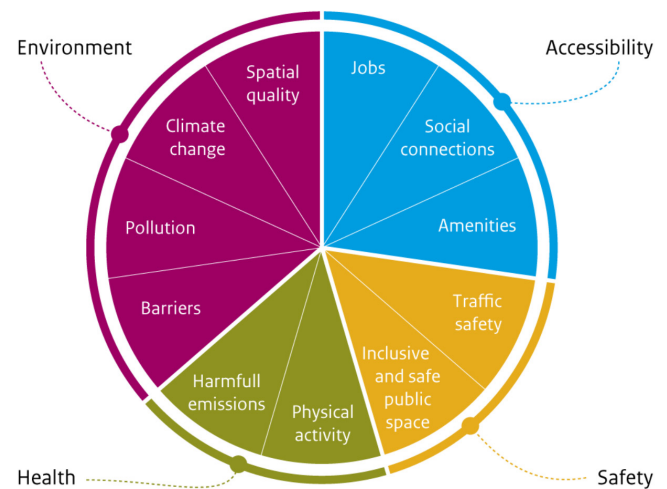 Environment
Accessibility
Spatial
quality
Jobs
Climate
change
Social
connections
Pollution
Amenities
Barriers
Traffic
safety
Harmfull
emissions
Physical
activity
Inclusive
and safe
public
space
Health
Safety